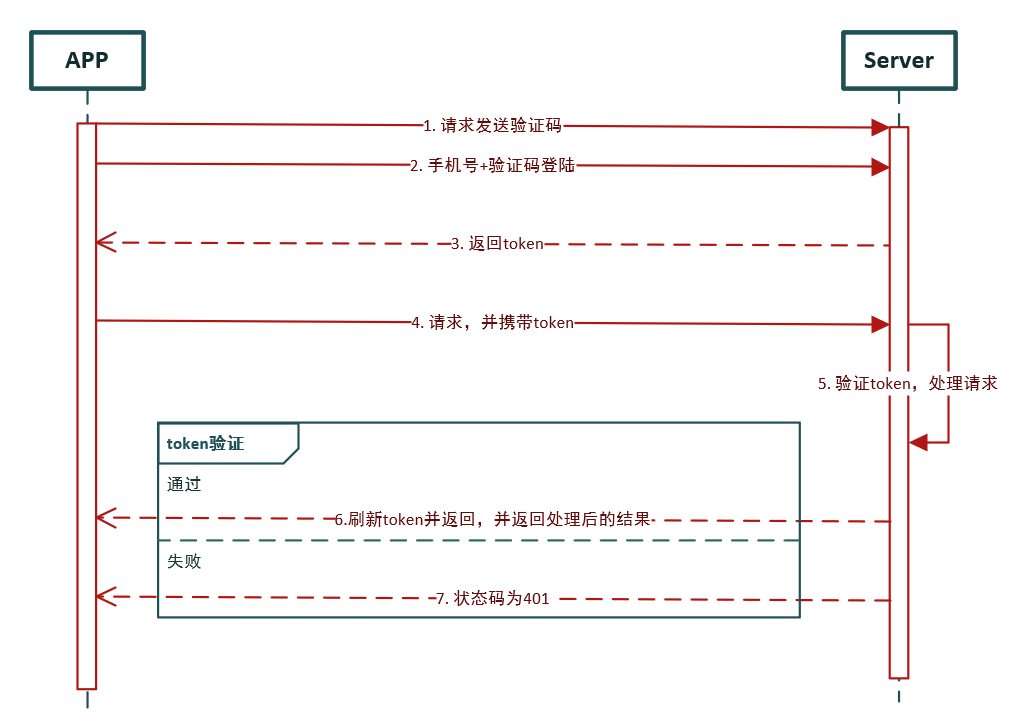 APP
Server
1. 请求发送验证码
2. 手机号+验证码登陆
3. 返回token
4. 请求，并携带token
5. 验证token，处理请求
token验证
通过
6.刷新token并返回，并返回处理后的结果
失败
7. 状态码为401